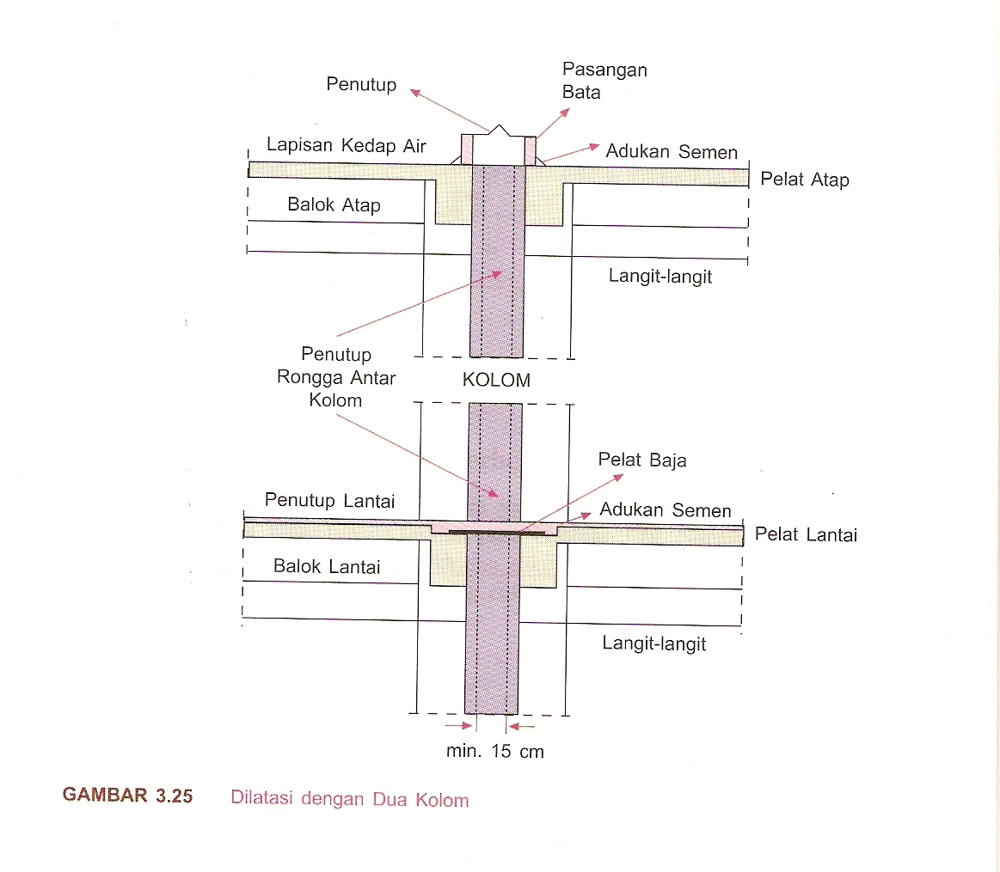 Pasangan
Bata
Penutup
Lapisan Kedap Air
Adukan Semen
Pelat Atap
Balok Atap
Langit-langit
Penutup
Rongga Antar
Kolom
KOLOM
Pelat Baja
Penutup Lantai
Adukan Semen
Pelat Lantai
Balok Lantai
Langit-langit
min. 15 cm
GAMBAR 3.25 Dilatasi dengan Dua Kolom